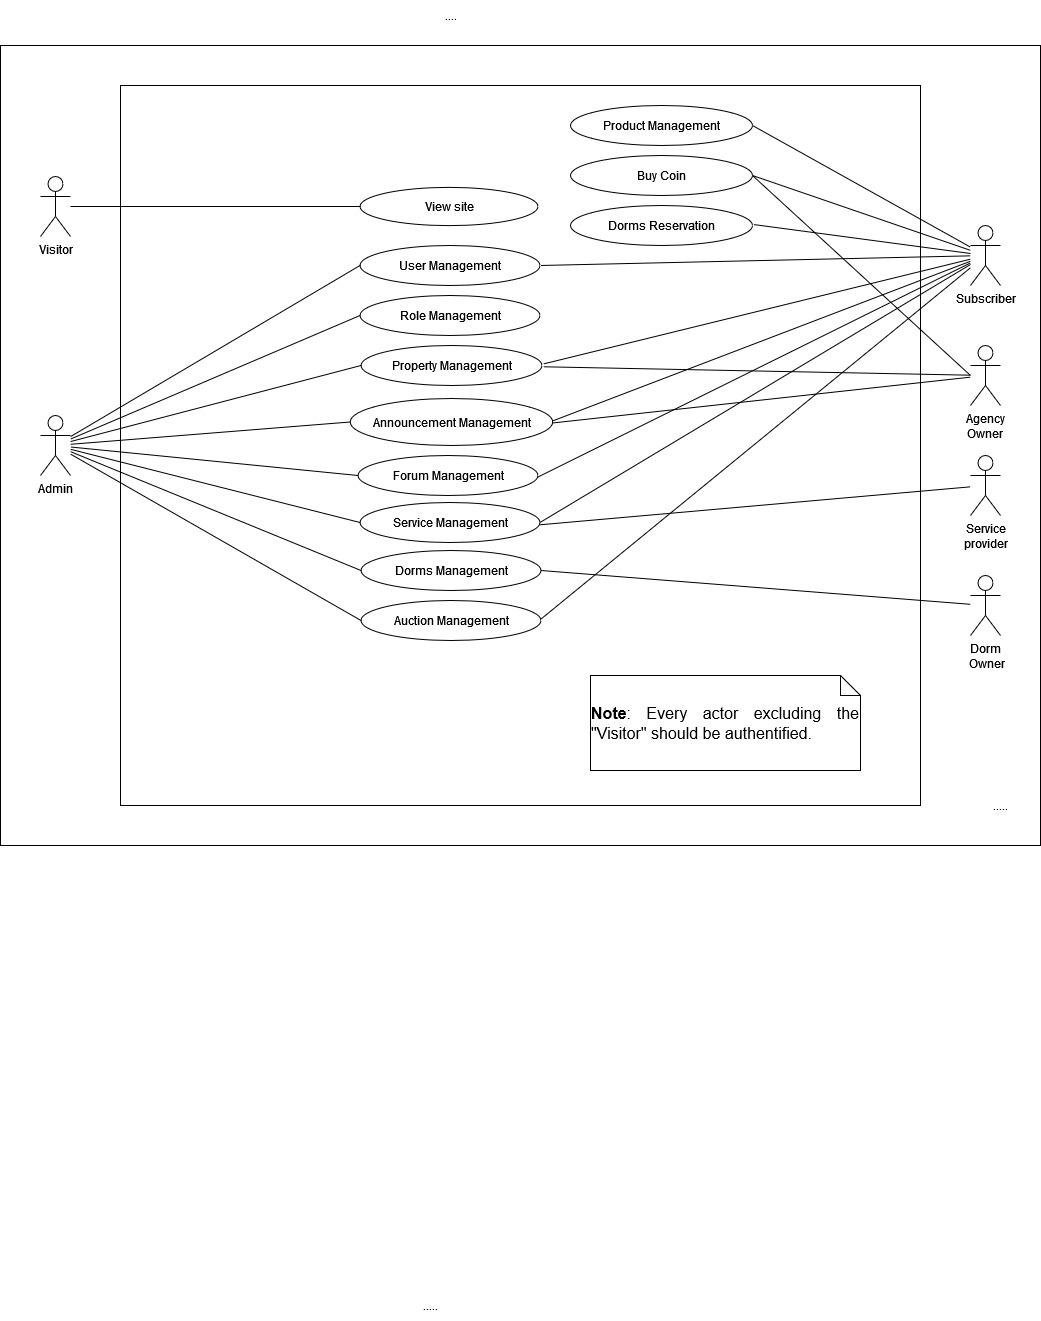 ....
Product Management
Buy Coin
View site
Dorms Reservation
Visitor
User Management
Subscriber
Role Management
Property Management
Announcement Management
Agency
Owner
Forum Management
Admin
Service Management
Service
provider
Dorms Management
Auction Management
Dorm
Owner
Note: Every actor excluding the
"Visitor" should be authentified.
.....
.....